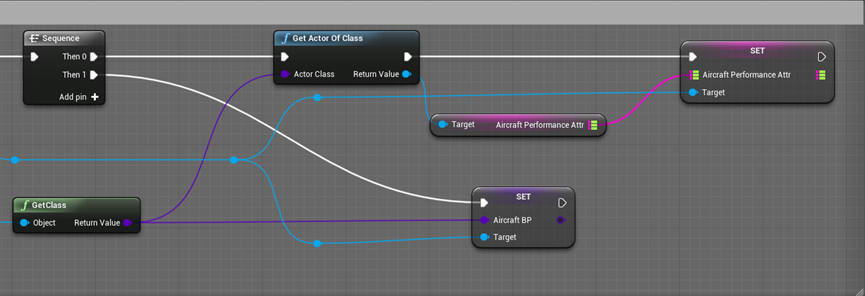 Sequence
Then 0
Then 1
Add pin
Get Actor Of Class
Actor Class Return Value
SET
Aircraft Performance Attr
Target
Target Aircraft Performance Attr
GetClass
Object Return Value
SET
Aircraft BP
Target